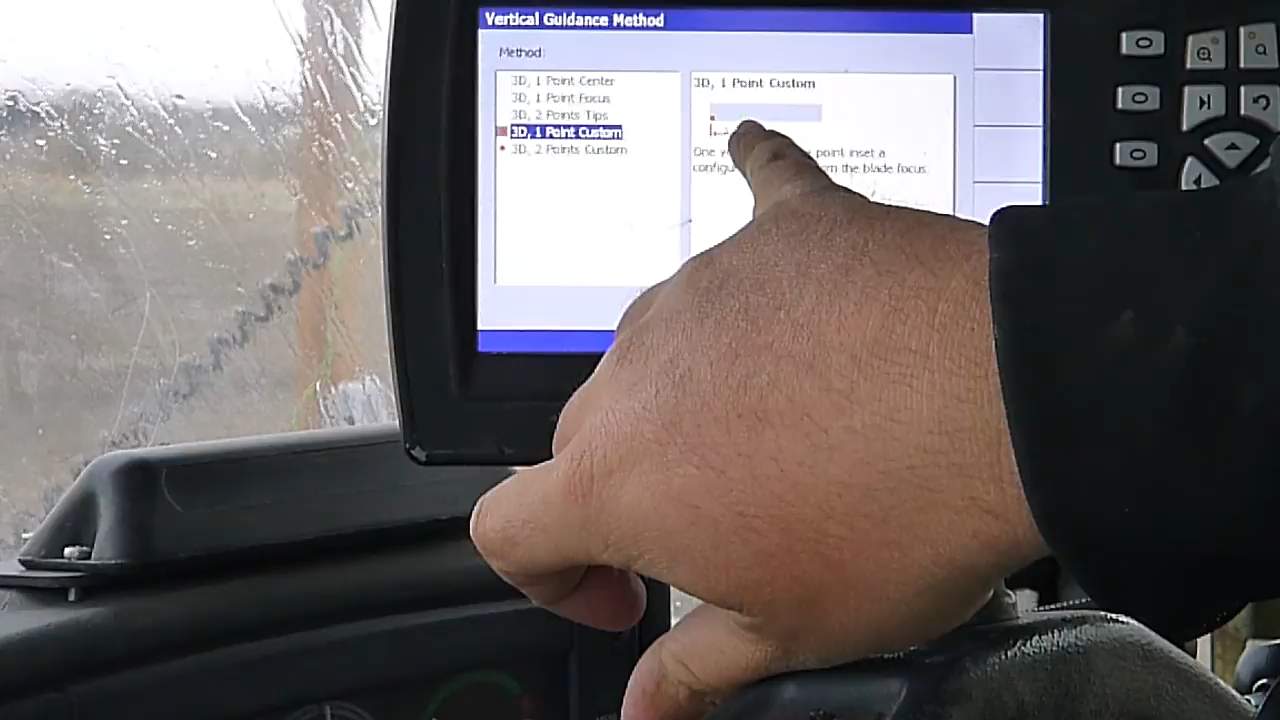 Vertical Guidance Method
Method:
3D, 1 Point Center
3D, 1 Point Focus
3D, 2 Points Tips
3D, 1 Point Custom
3D, 2 Points Custom
3D, 1 Point Custom
One point inset a
the blade focus